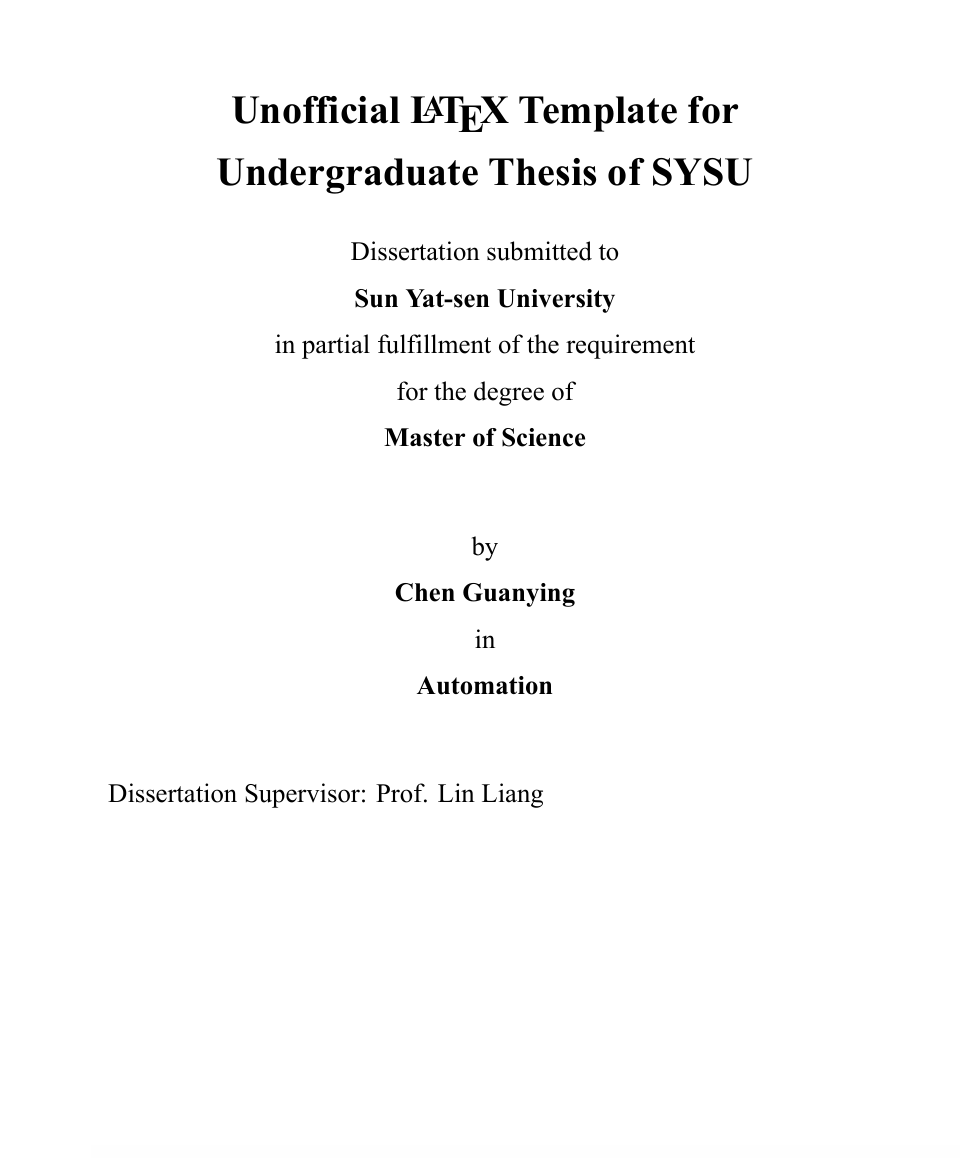 Unofficial LATEX Template for
Undergraduate Thesis of SYSU
Dissertation submitted to
Sun Yat-sen University
in partial fulfillment of the requirement
for the degree of
Master of Science
by
Chen Guanying
in
Automation
Dissertation Supervisor: Prof. Lin Liang